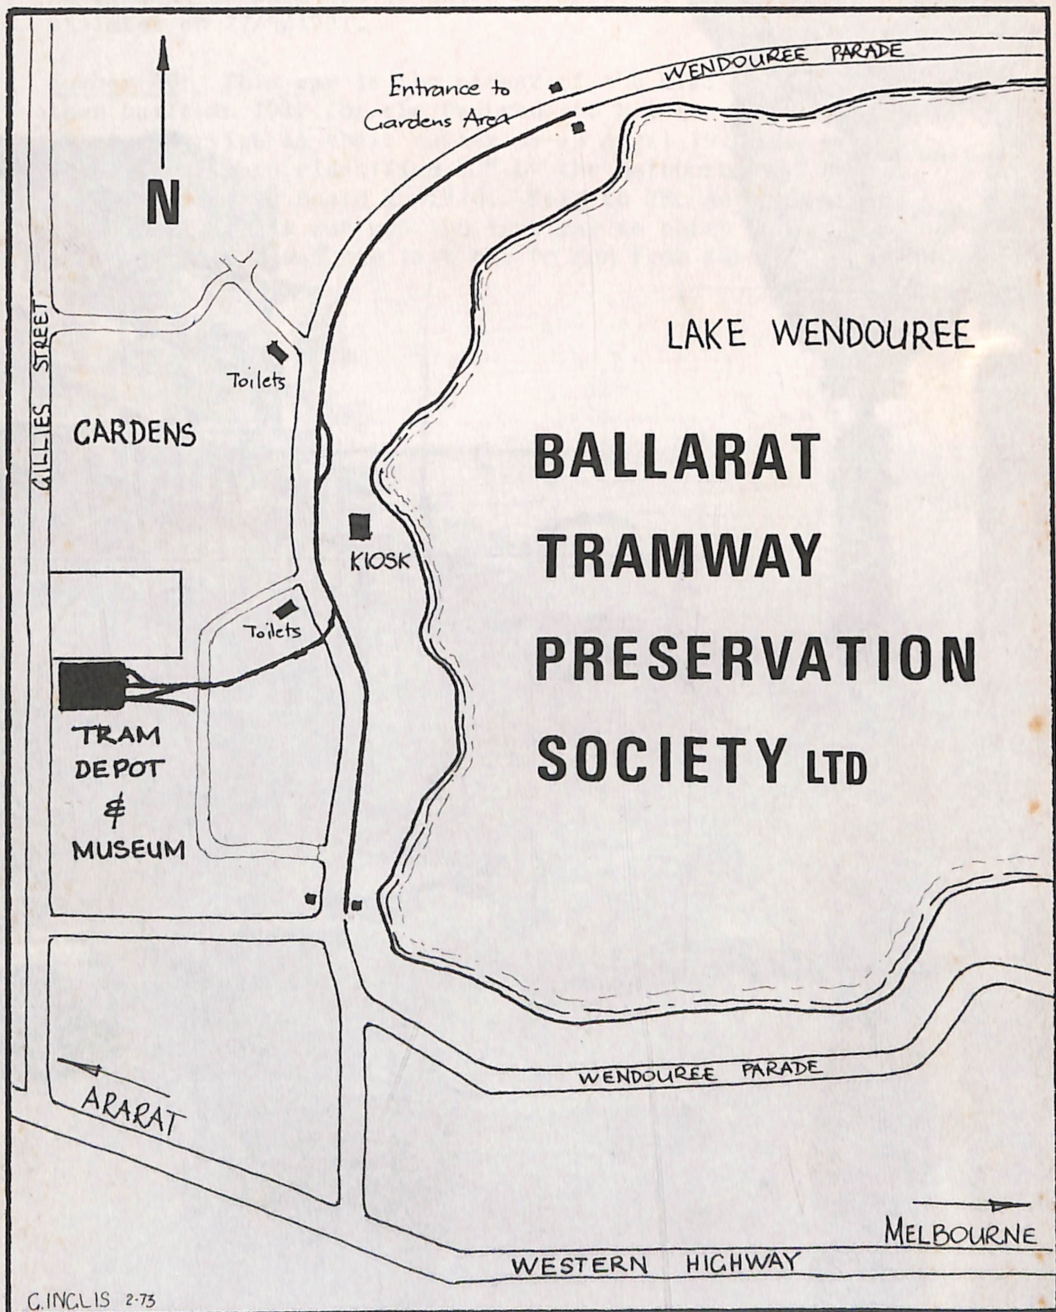 WENDOUREE PARADE
Entrance to
Gardens Area
N
LAKE WENDOUREE
GILLIES STREET
Toilets
GARDENS
BALLARAT
TRAMWAY
PRESERVATION
SOCIETY LTD
KIOSK
Toilets
TRAM
DEPOT
&
MUSEUM
WENDOUREE PARADE
ARARAT
MELBOURNE
WESTERN HIGHWAY
G.INGLIS 2-73